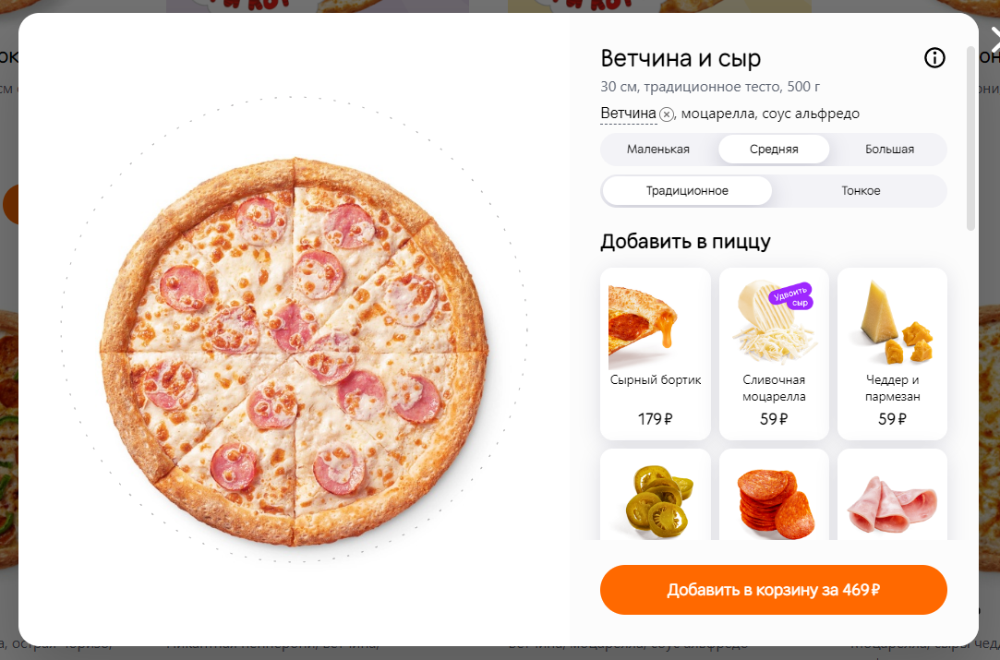 Ветчина и сыр
30 см, традиционное тесто, 500 г
Ветчина, моцарелла, соус альфредо
Маленькая Средняя Большая
Традиционное Тонкое
Добавить в пиццу
Удвоить
сыр
Сырный бортик
179 ₽
Сливочная
моцарелла
59 ₽
Чеддер и
пармезан
59 ₽
Добавить в корзину за 469 ₽